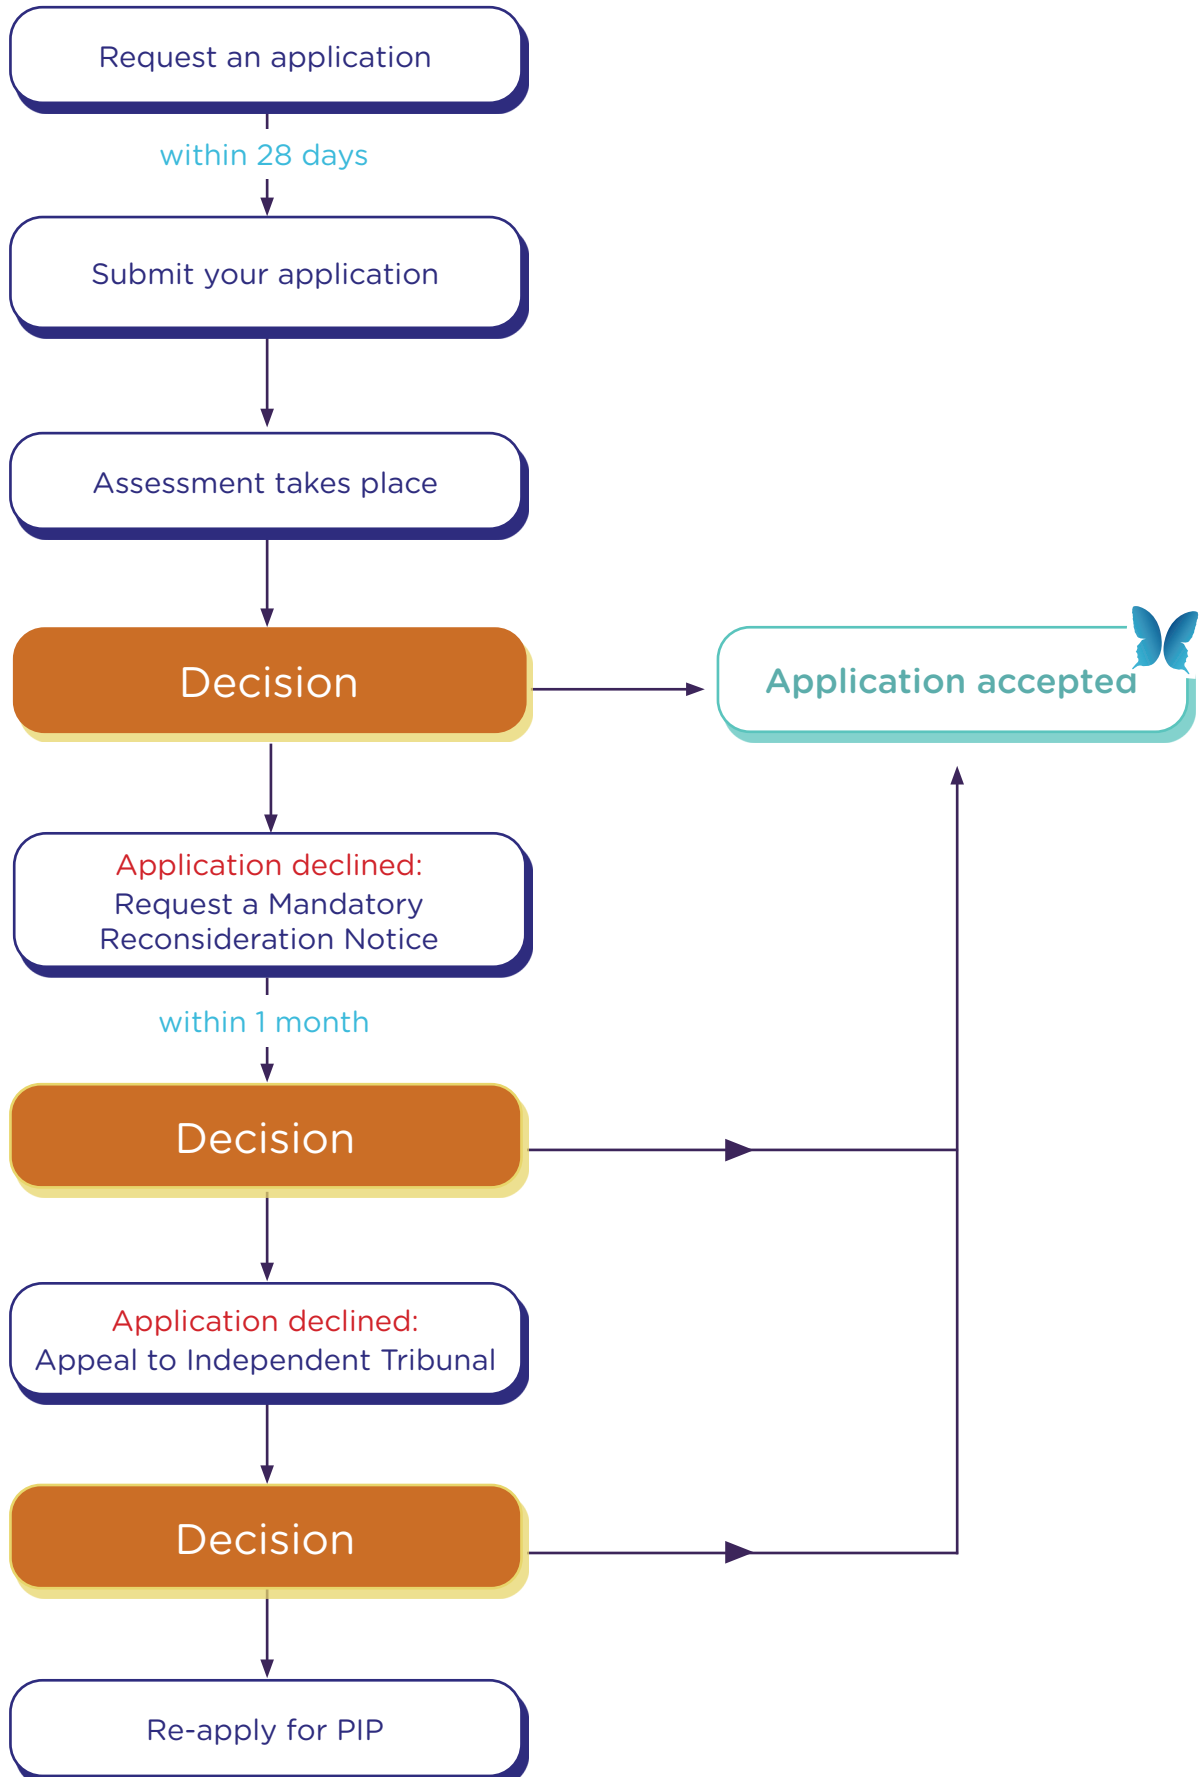 Request an application
within 28 days
Submit your application
Assessment takes place
Decision
Application accepted
Application declined:
Request a Mandatory
Reconsideration Notice
within 1 month
Decision
Application declined:
Appeal to Independent Tribunal
Decision
Re-apply for PIP